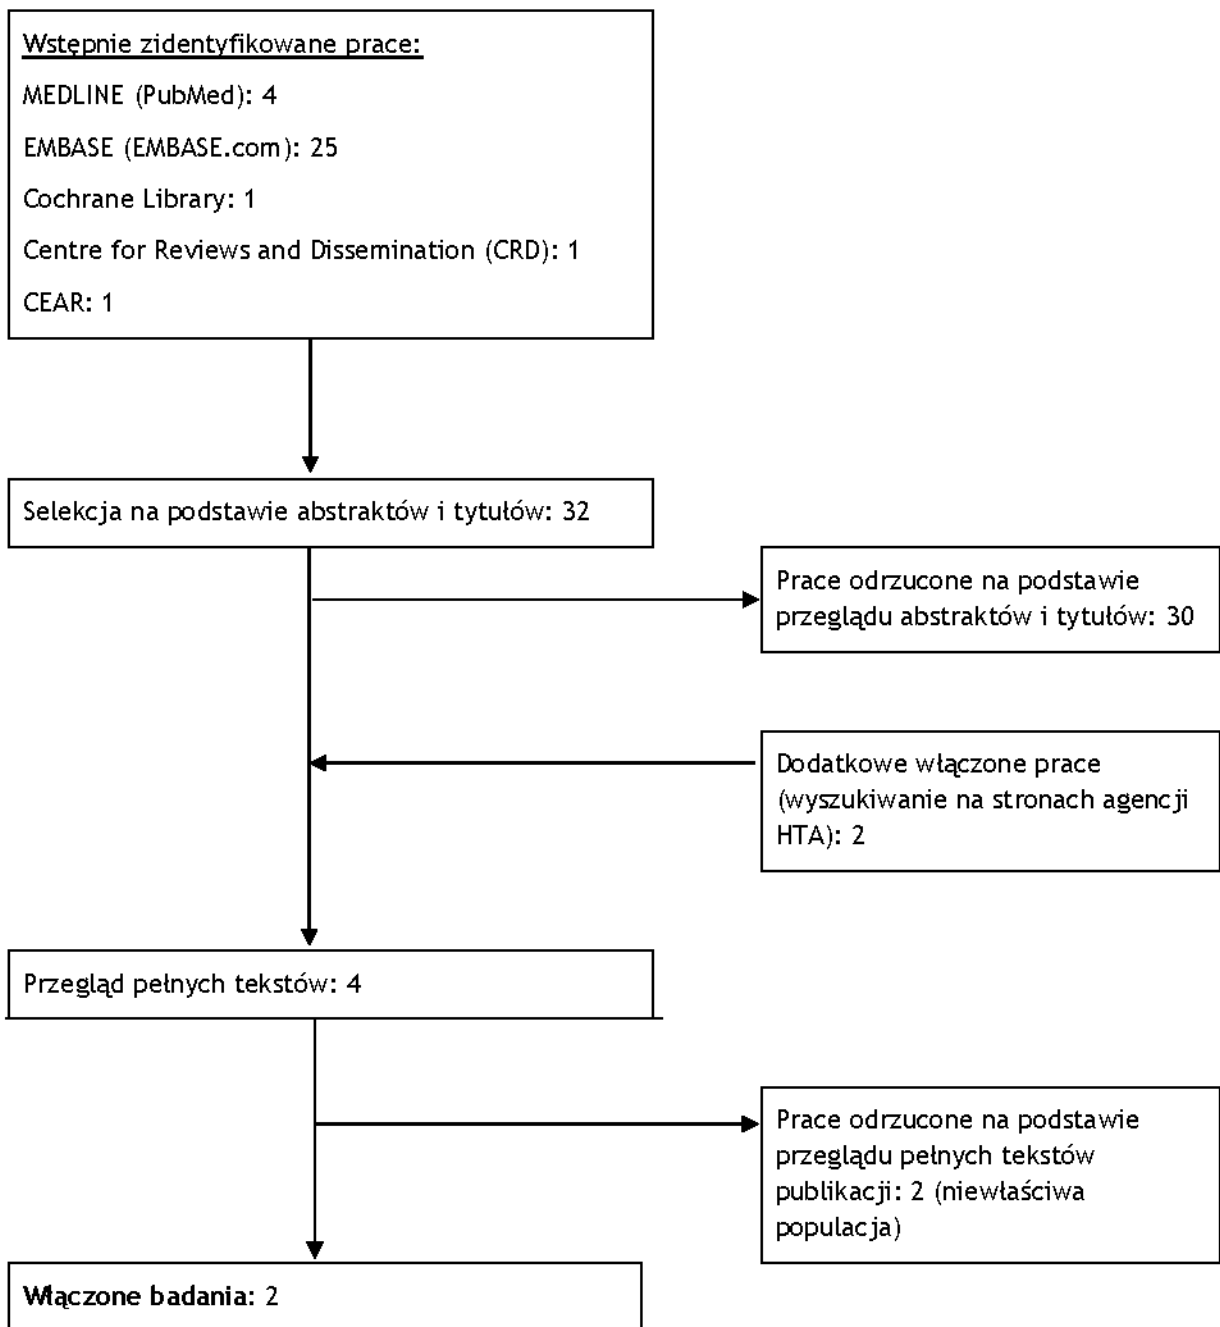 Wstępnie zidentyfikowane prace:
MEDLINE (PubMed): 4
EMBASE (EMBASE.com): 25
Cochrane Library: 1
Centre for Reviews and Dissemination (CRD): 1
CEAR: 1
Selekcja na podstawie abstraktów i tytułów: 32
Prace odrzucone na podstawie
przeglądu abstraktów i tytułów: 30
Dodatkowe włączone prace
(wyszukiwanie na stronach agencji
HTA): 2
Przegląd pełnych tekstów: 4
Prace odrzucone na podstawie
przeglądu pełnych tekstów
publikacji: 2 (niewłaściwa
populacja)
Włączone badania: 2